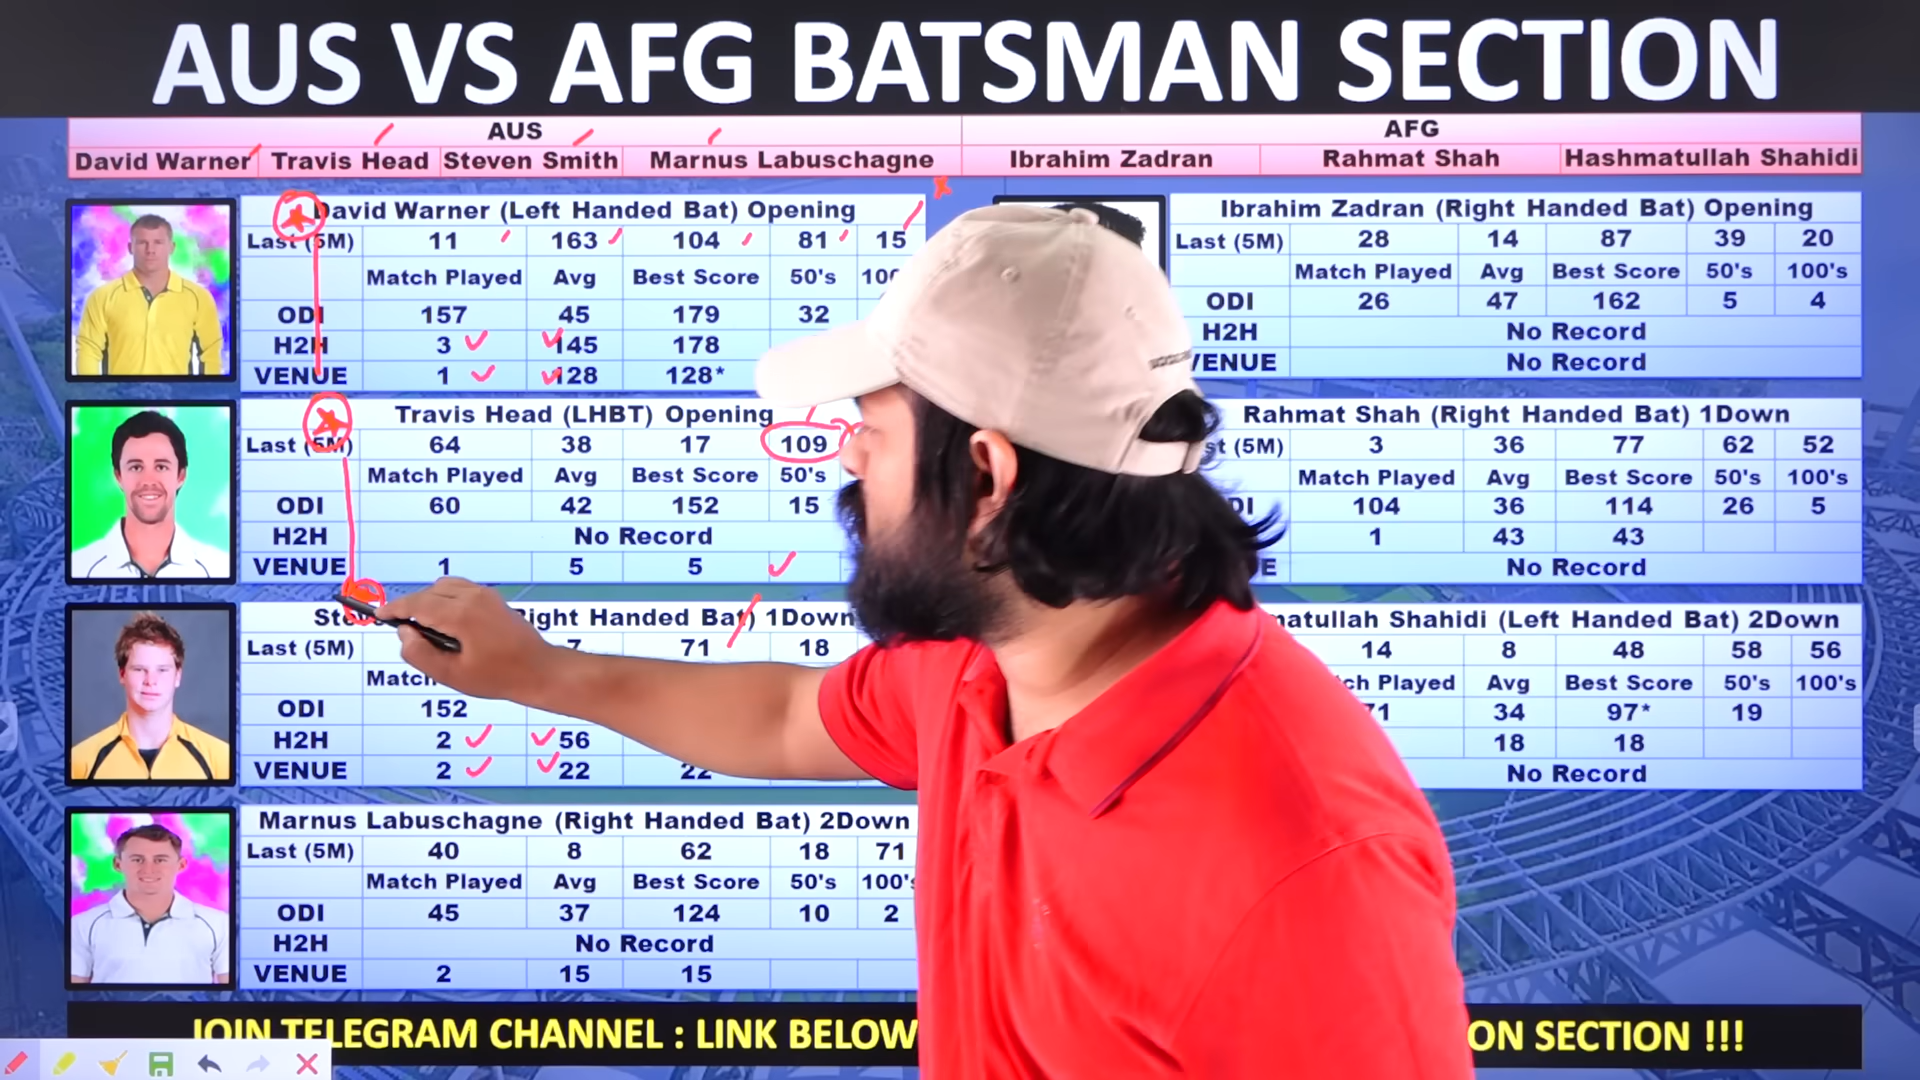 AUS VS AFG BATSMAN SECTION
AUS
AFG
David Warner Travis Head Steven Smith Marnus Labuschagne
Ibrahim Zadran Rahmat Shah Hashmatullah Shahidi
David Warner (Left Handed Bat) Opening
Last (5M) 11 163 104 81 15
Match Played Avg Best Score 50's
ODI 157 45 179 32
H2H 3 145 178
VENUE 1 128 128*
Travis Head (LHBT) Opening
Last (5M) 64 38 17 109
Match Played Avg Best Score 50's
ODI 60 42 152 15
H2H No Record
VENUE 1 5 5
Handed Bat) 1Down
Last (5M) 7 71 18
ODI 152
H2H 2 56
VENUE 2 22 22
Marnus Labuschagne (Right Handed Bat) 2Down
Last (5M) 40 8 62 18 71
Match Played Avg Best Score 50's 100's
ODI 45 37 124 10 2
H2H No Record
VENUE 2 15 15
Ibrahim Zadran (Right Handed Bat) Opening
Last (5M) 28 14 87 39 20
Match Played Avg Best Score 50's 100's
ODI 26 47 162 5 4
H2H No Record
VENUE No Record
Rahmat Shah (Right Handed Bat) 1Down
(5M) 3 36 77 62 52
Match Played Avg Best Score 50's 100's
104 36 114 26 5
1 43 43
No Record
Shahidi (Left Handed Bat) 2Down
14 8 48 58 56
Played Avg Best Score 50's 100's
34 97* 19
18 18
No Record
JOIN TELEGRAM CHANNEL : LINK BELOW
SECTION !!!